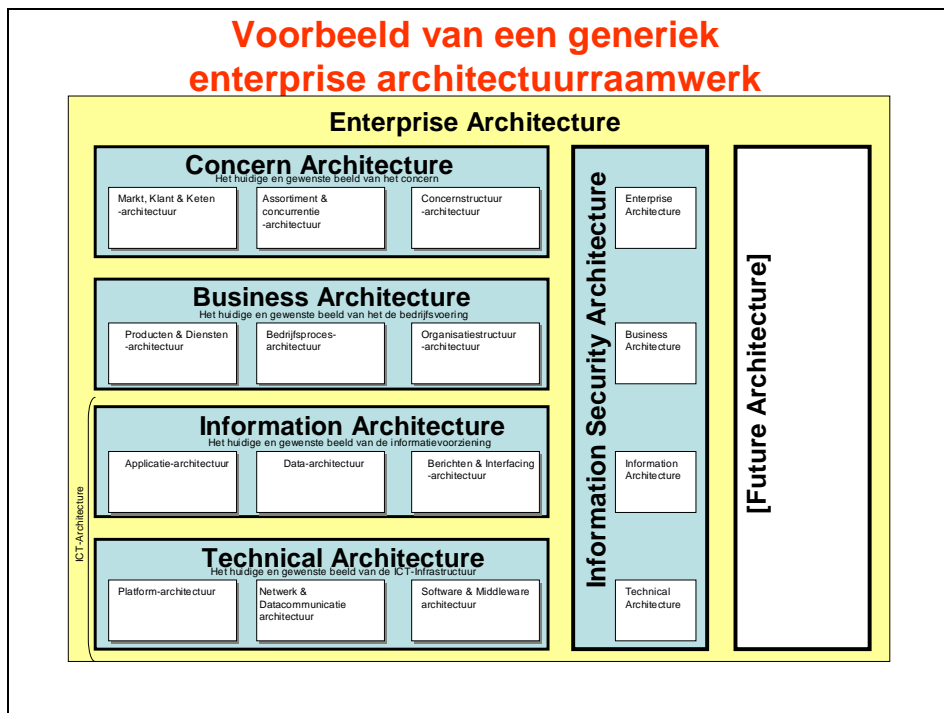 Voorbeeld van een generiek
enterprise architectuurraamwerk
Enterprise Architecture
Concern Architecture
Het huidige en gewenste beeld van het concern
Markt, Klant & Keten
-architectuur
Assortiment &
concurrentie
-architectuur
Concernstructuur
-architectuur
Business Architecture
Het huidige en gewenste beeld van het de bedrijfsvoering
Producten & Diensten
-architectuur
Bedrijfsproces-
architectuur
Organisatiestructuur
-architectuur
Information Architecture
Het huidige en gewenste beeld van de informatievoorziening
Applicatie-architectuur
Data-architectuur
Berichten & Interfacing
-architectuur
Technical Architecture
Het huidige en gewenste beeld van de ICT-Infrastructuur
Platform-architectuur
Netwerk &
Datacommunicatie
architectuur
Software & Middleware
architectuur
ICT-Architecture
Information Security Architecture
Enterprise
Architecture
Business
Architecture
Information
Architecture
Technical
Architecture
[Future Architecture]